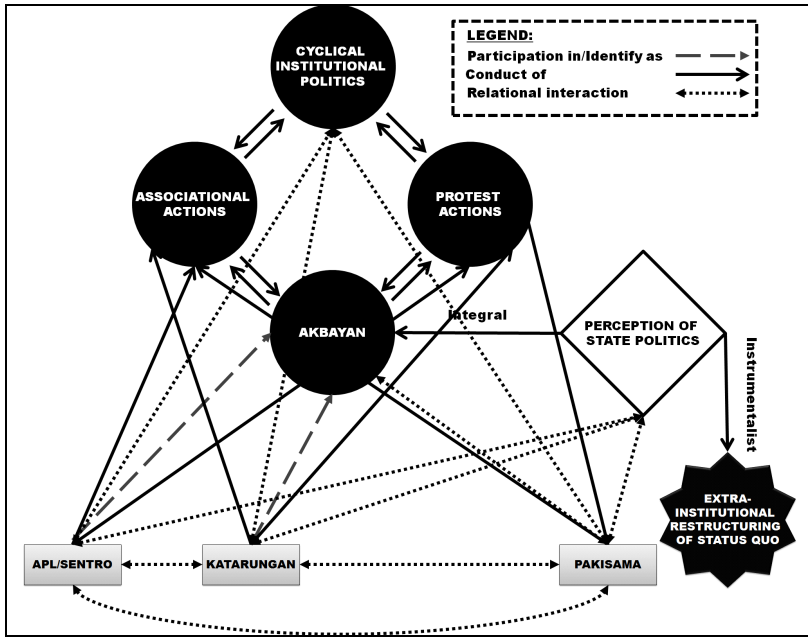 CYCLICAL
INSTITUTIONAL
POLITICS
LEGEND:
Participation in/Identify as
Conduct of
Relational interaction
ASSOCIATIONAL
ACTIONS
PROTEST
ACTIONS
AKBAYAN
Integral
PERCEPTION OF
STATE POLITICS
Instrumentalist
EXTRA-
INSTITUTIONAL
RESTRUCTURING
OF STATUS QUO
APL/SENTRO
KATARUNGAN
PAKISAMA